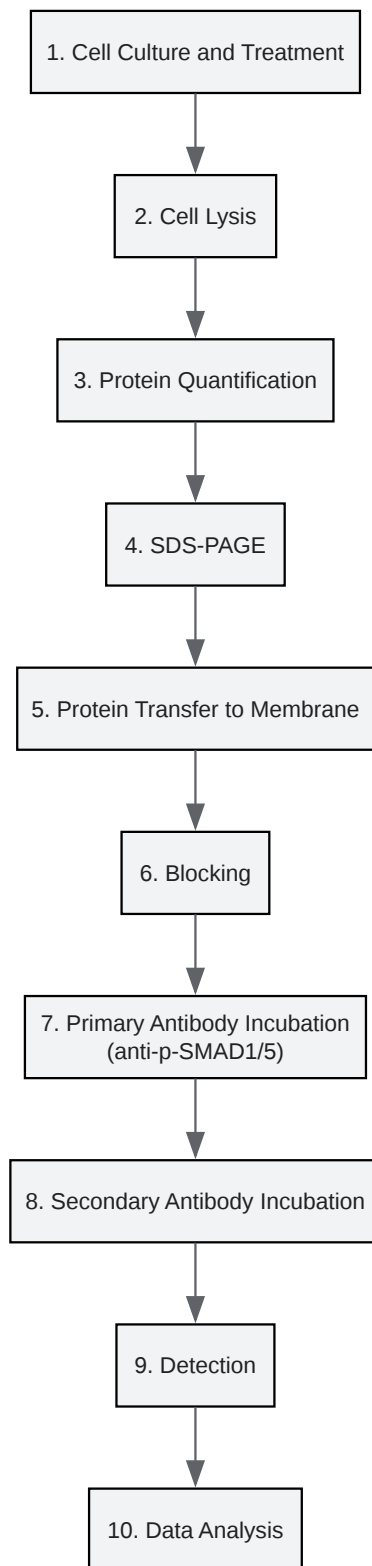 1. Cell Culture and Treatment
2. Cell Lysis
3. Protein Quantification
4. SDS-PAGE
5. Protein Transfer to Membrane
6. Blocking
7. Primary Antibody Incubation
(anti-p-SMAD1/5)
8. Secondary Antibody Incubation
9. Detection
10. Data Analysis